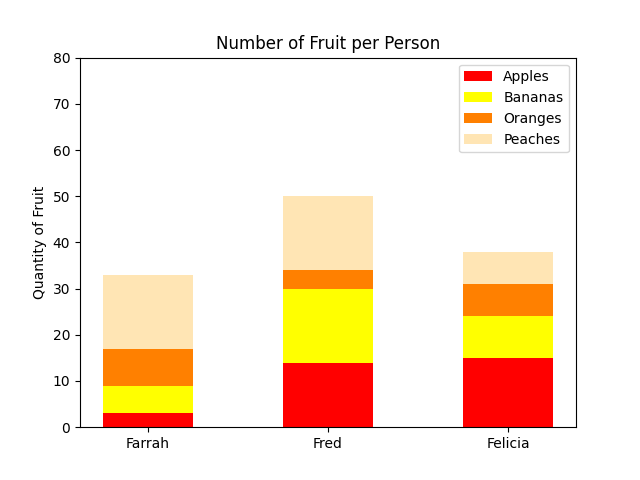 Number of Fruit per Person
80
70
60
50
40
30
20
10
0
Quantity of Fruit
Apples
Bananas
Oranges
Peaches
Farrah
Fred
Felicia